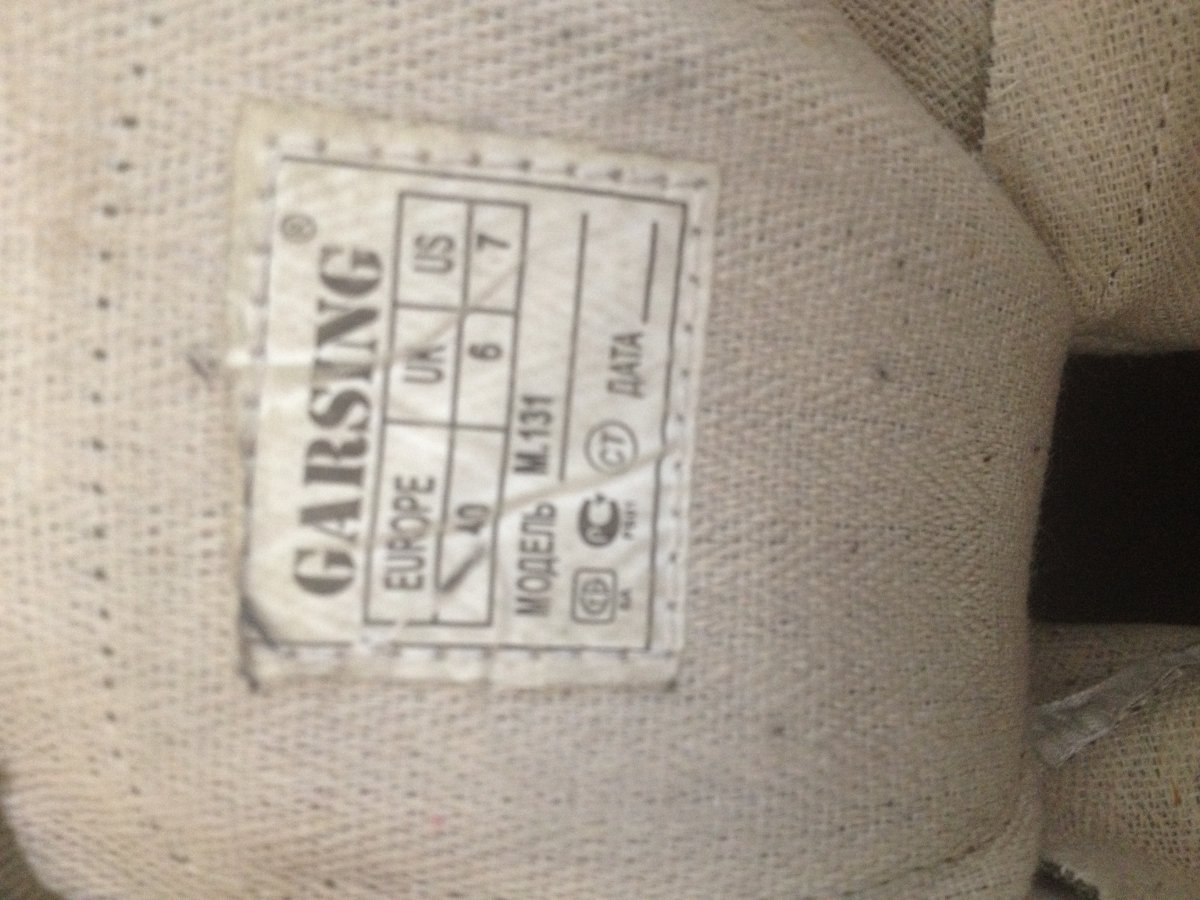 GARSING®
EUROPE UK US
40 6 7
МОДЕЛЬ М.131
СТ ДАТА